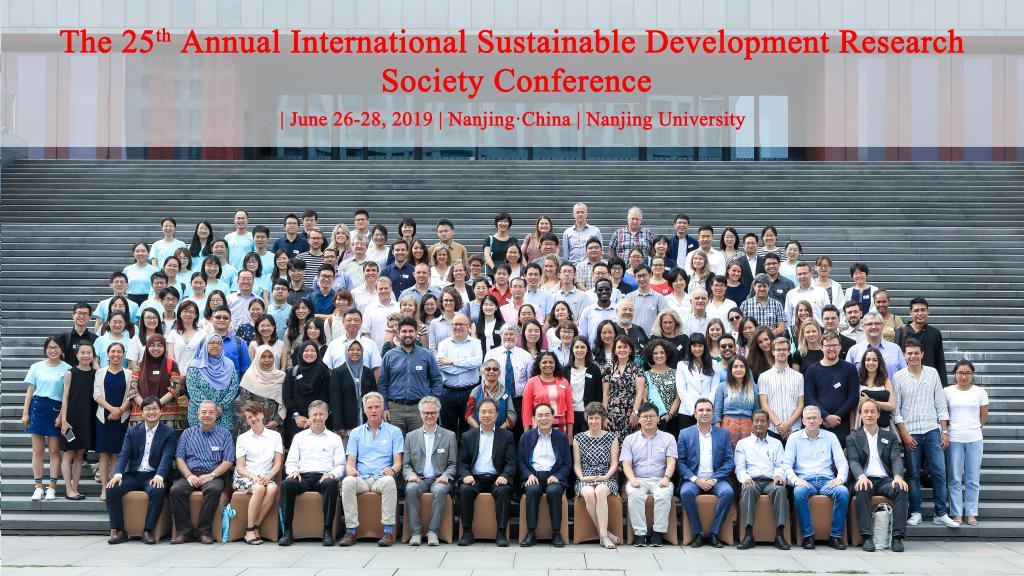 The 25th Annual International Sustainable Development Research
Society Conference
| June 26-28, 2019 | Nanjing·China | Nanjing University